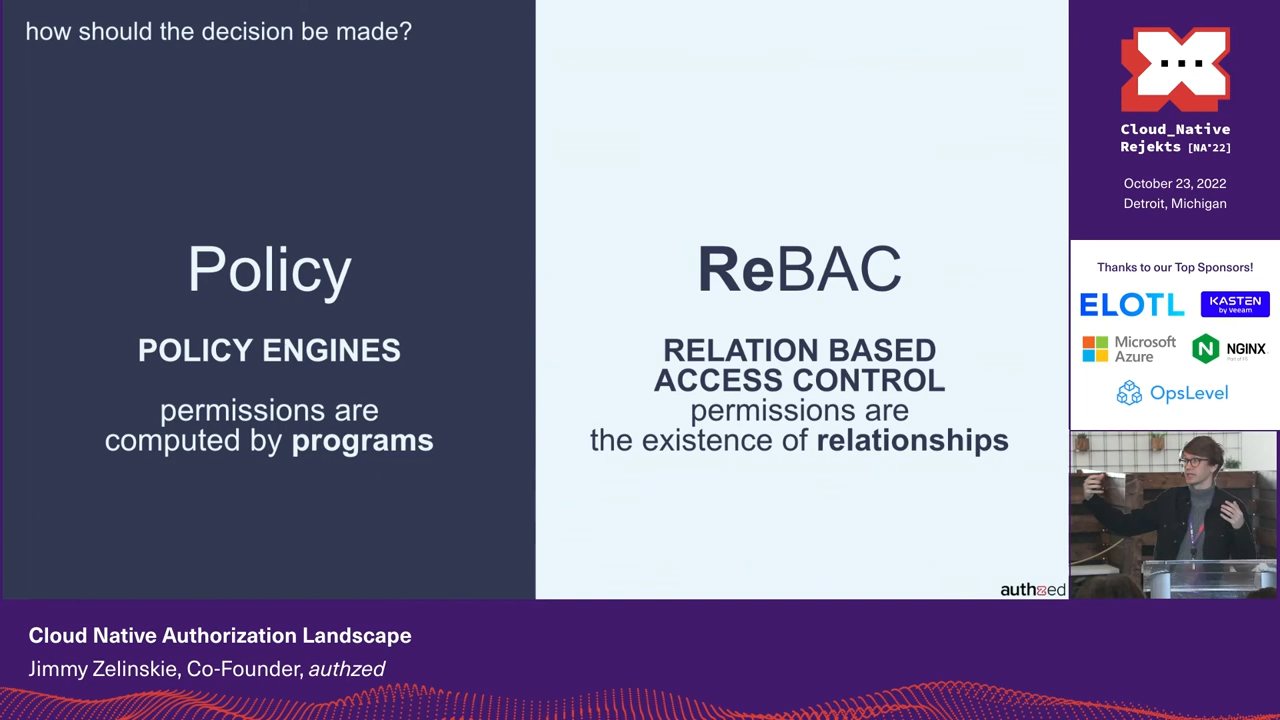 how should the decision be made?
Policy
POLICY ENGINES
permissions are
computed by programs
ReBAC
RELATION BASED
ACCESS CONTROL
permissions are
the existence of relationships
authzed
Cloud_Native
Rejekts [NA'22]
October 23, 2022
Detroit, Michigan
Thanks to our Top Sponsors!
ELOTL
KASTEN
by Veeam
Microsoft
Azure
N
NGINX
OpsLevel
Cloud Native Authorization Landscape
Jimmy Zelinskie, Co-Founder, authzed